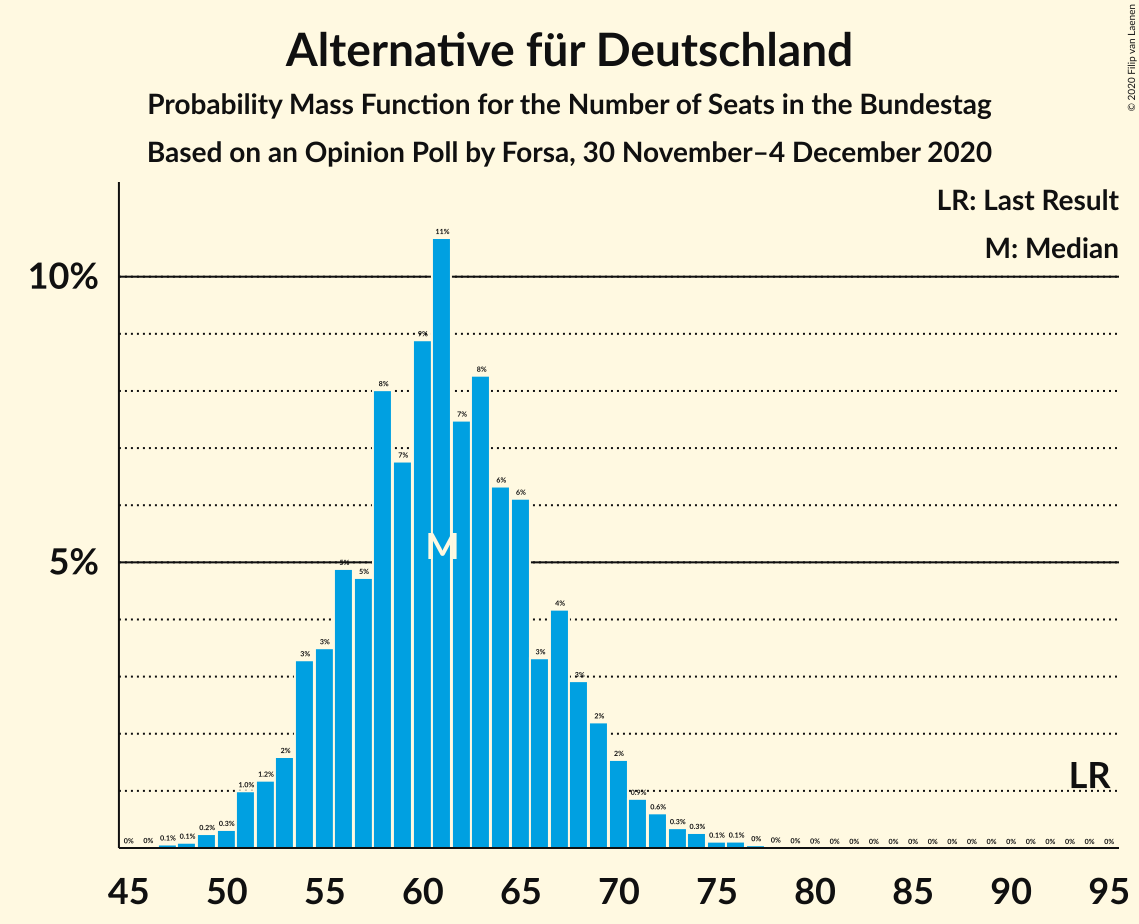 Alternative für Deutschland
Probability Mass Function for the Number of Seats in the Bundestag
Based on an Opinion Poll by Forsa, 30 November–4 December 2020
© 2020 Filip van Laenen
LR: Last Result
M: Median
10%
5%
0% 0% 0.1% 0.1% 0.2% 0.3% 1.0% 1.2% 2% 3% 3% 5% 5% 8% 7% 9% 11% 7% 8% 6% 6% 3% 4% 3% 2% 2% 0.9% 0.6% 0.3% 0.3% 0.1% 0.1% 0% 0% 0% 0% 0% 0% 0% 0% 0% 0% 0% 0% 0% 0% 0% 0% 0% 0% 0%
M
LR
45 50 55 60 65 70 75 80 85 90 95